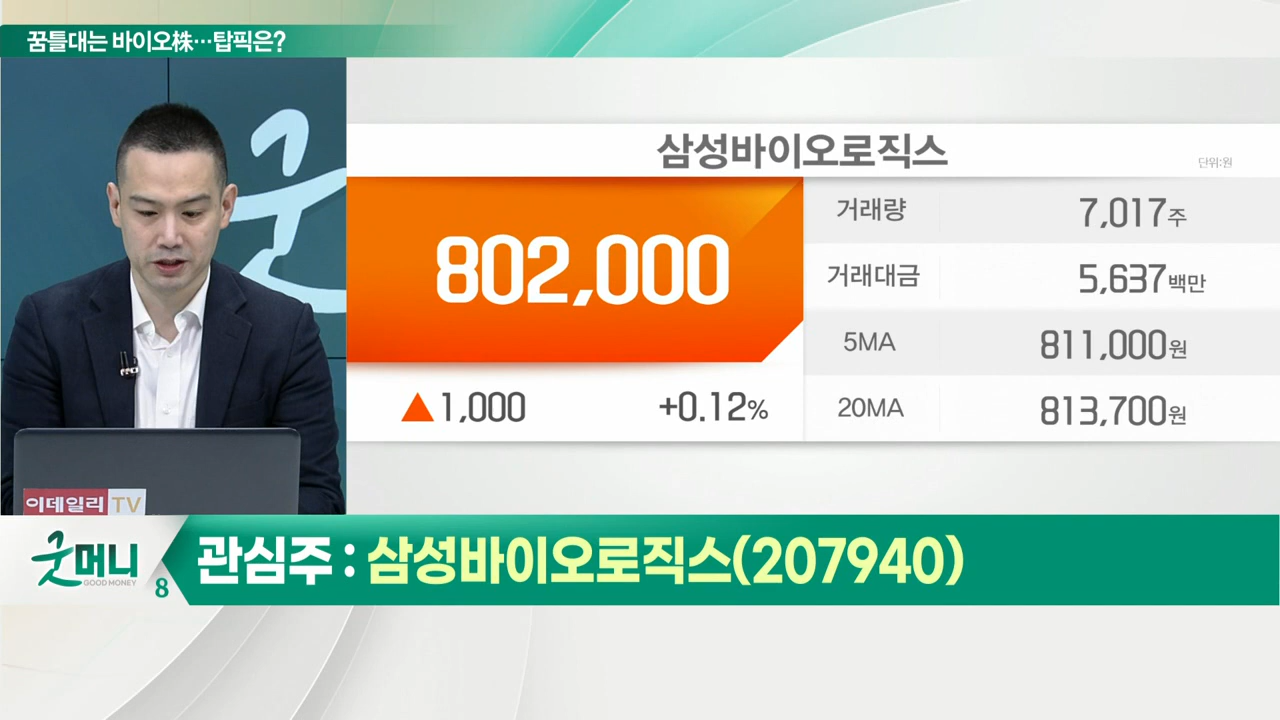 꿈틀대는 바이오株…탑픽은?
굿
삼성바이오로직스
단위:원
802,000
▲1,000 +0.12%
거래량 7,017주
거래대금 5,637백만
5MA 811,000원
20MA 813,700원
이데일리TV
굿머니
GOOD MONEY
8
관심주 : 삼성바이오로직스(207940)